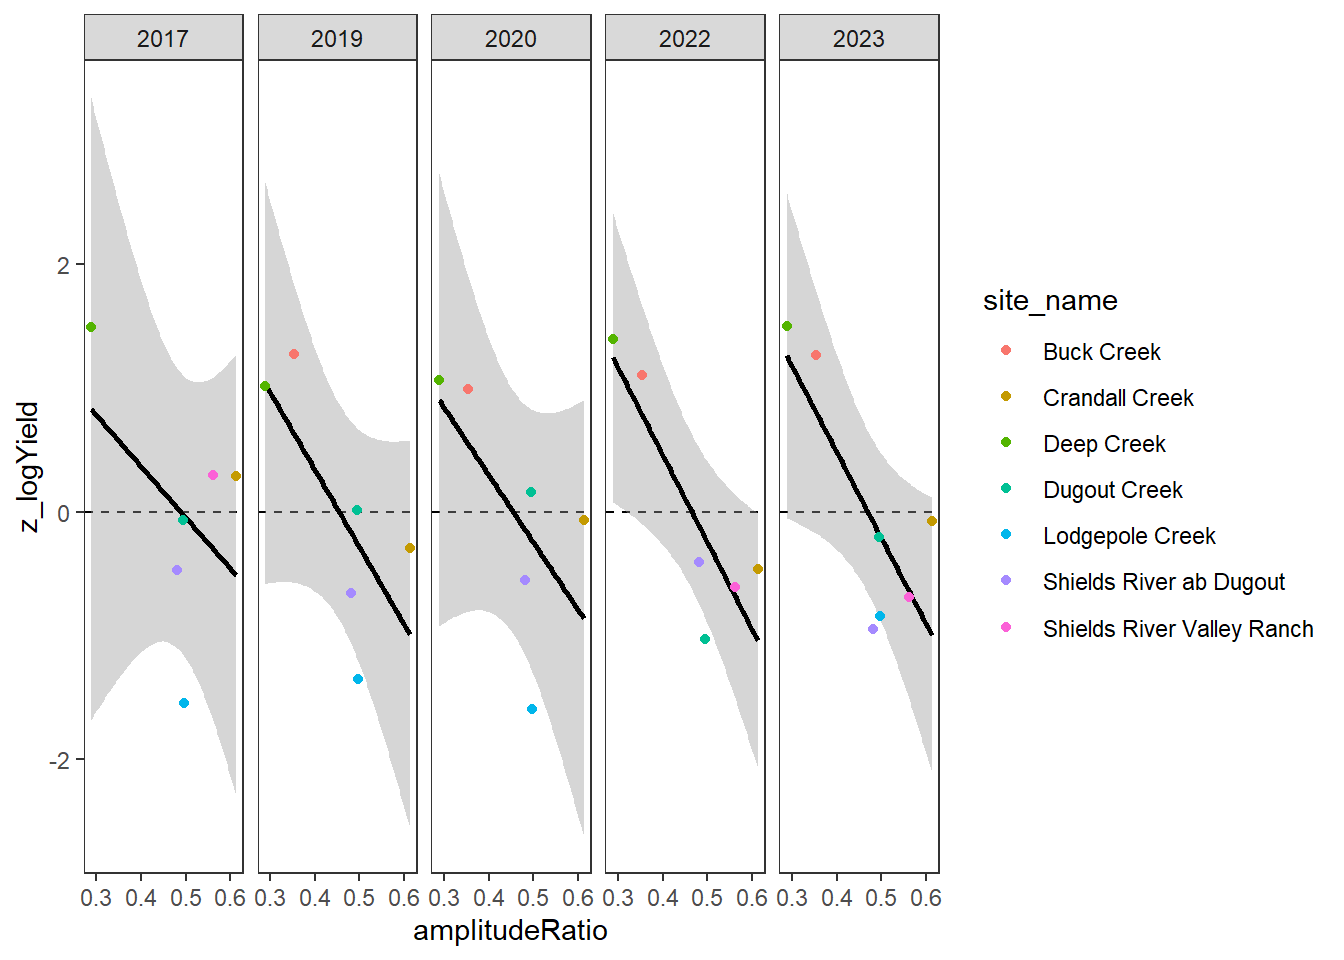 2017 2019 2020 2022 2023
z_logYield
2
0
-2
0.3 0.4 0.5 0.6 0.3 0.4 0.5 0.6 0.3 0.4 0.5 0.6 0.3 0.4 0.5 0.6 0.3 0.4 0.5 0.6
amplitudeRatio
site_name
Buck Creek
Crandall Creek
Deep Creek
Dugout Creek
Lodgepole Creek
Shields River ab Dugout
Shields River Valley Ranch